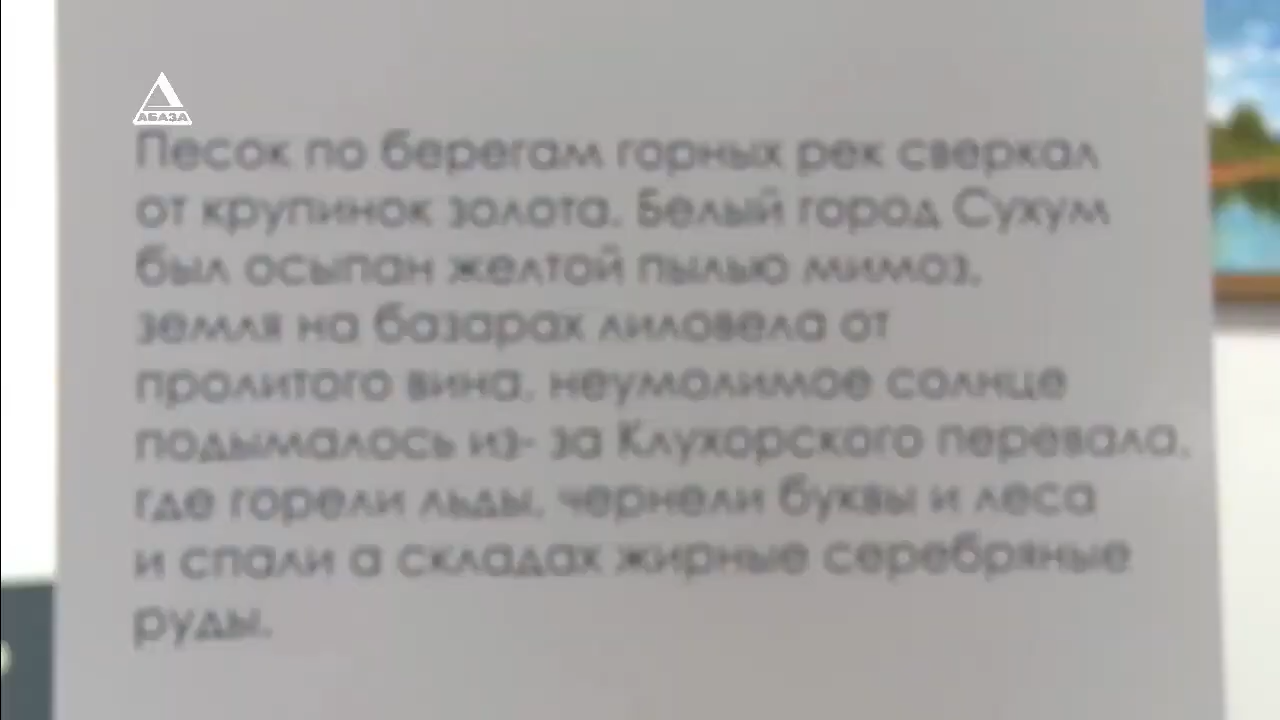 АБАЗА
Песок по берегам горных рек сверкал
от крупинок золота. Белый город Сухум
был осыпан желтой пылью мимоз,
земля на базарах лиловела от
пролитого вина, неумолимое солнце
подымалось из- за Клухорского перевала,
где горели льды, чернели буквы и леса
и спали а складах жирные серебряные
руды.